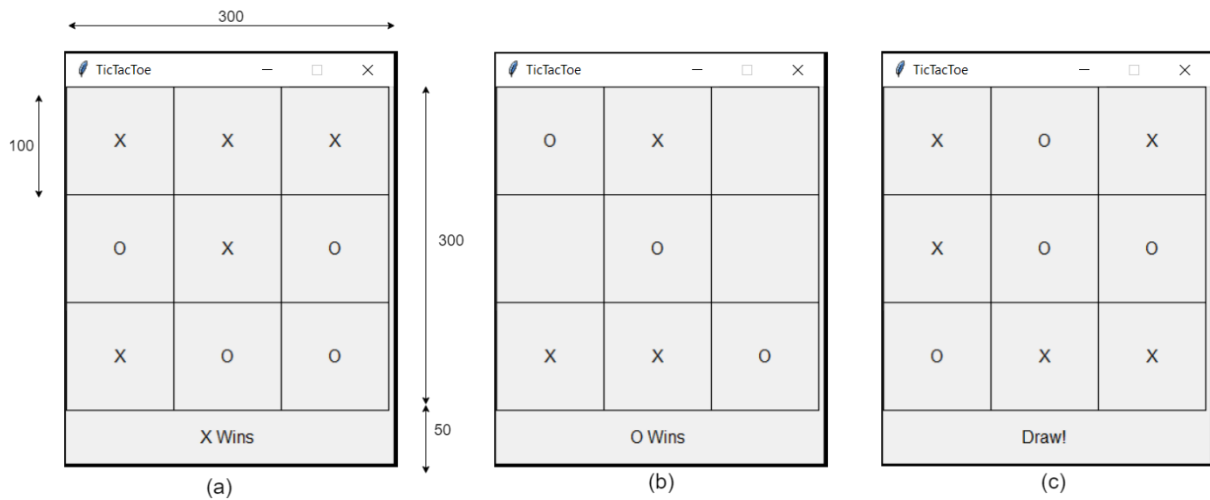 300
TicTacToe
TicTacToe
TicTacToe
100
X X X
O X
X O X
300
O X O
O
X O O
X O O
X X O
O X X
50
X Wins
O Wins
Draw!
(a)
(b)
(c)